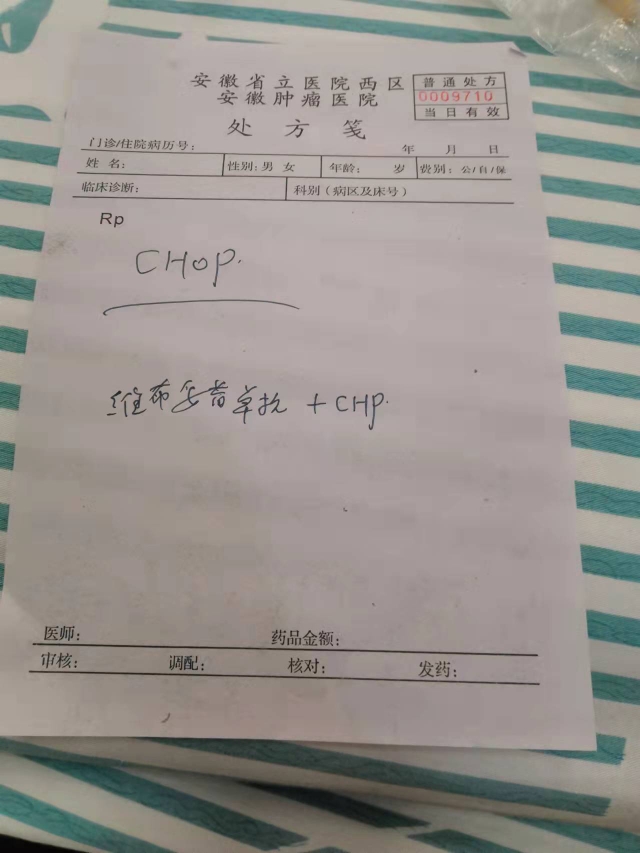 安徽省立医院西区
安徽肿瘤医院
普通处方
0009710
当日有效
处方笺
门诊/住院病历号: 年 月 日
姓名: 性别: 男 女 年龄: 岁 费别: 公/自/保
临床诊断: 科别(病区及床号)
Rp
CHOP.
维布妥昔单抗 + CHP.
医师: 药品金额:
审核: 调配: 核对: 发药: